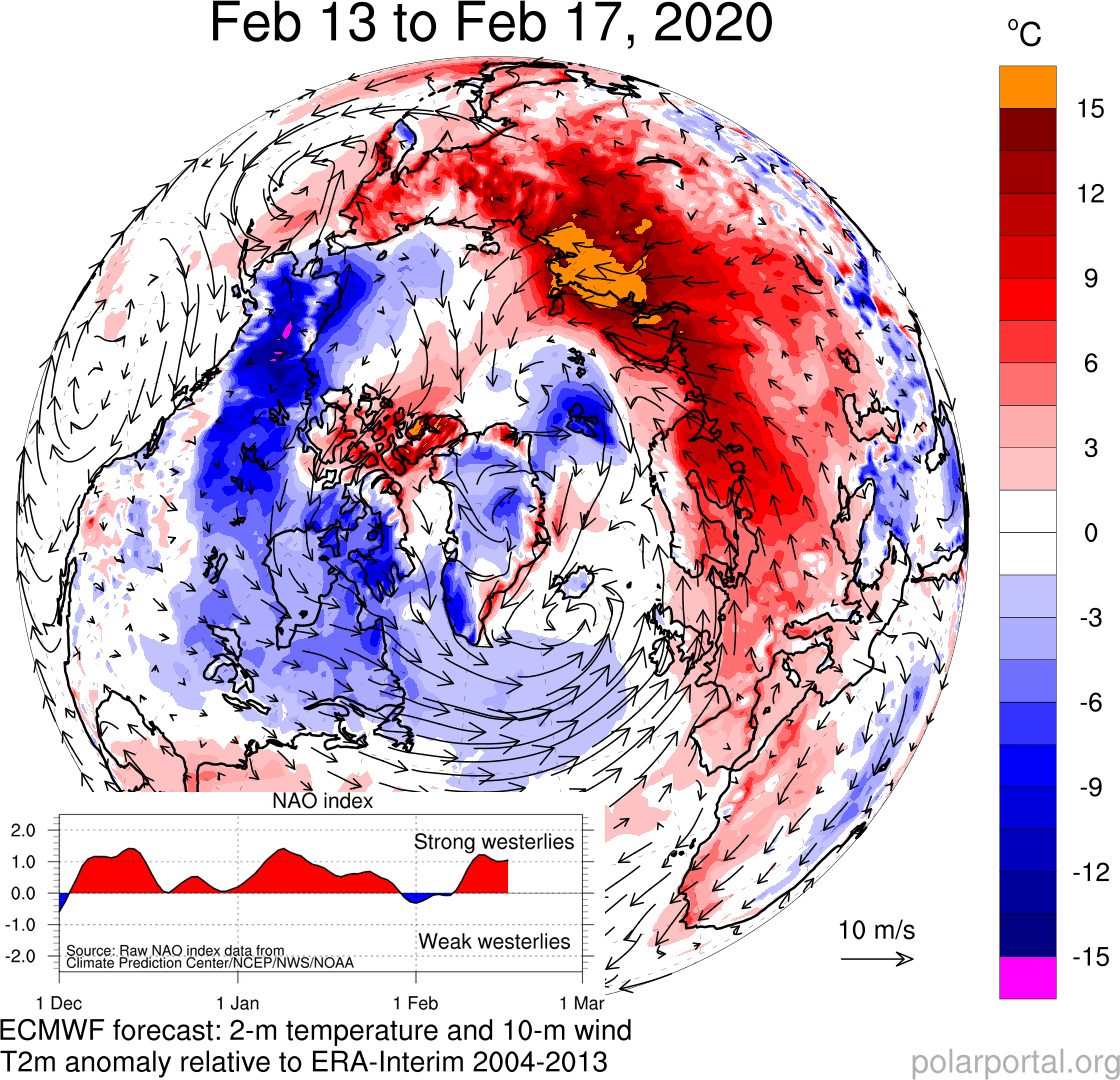 Feb 13 to Feb 17, 2020
°C
15
12
9
6
3
0
-3
-6
-9
-12
-15
10 m/s
NAO index
2.0
1.0
0.0
-1.0
-2.0
Strong westerlies
Weak westerlies
Source: Raw NAO index data from
Climate Prediction Center/NCEP/NWS/NOAA
1 Dec
1 Jan
1 Feb
1 Mar
ECMWF forecast: 2-m temperature and 10-m wind
T2m anomaly relative to ERA-Interim 2004-2013
polarportal.org